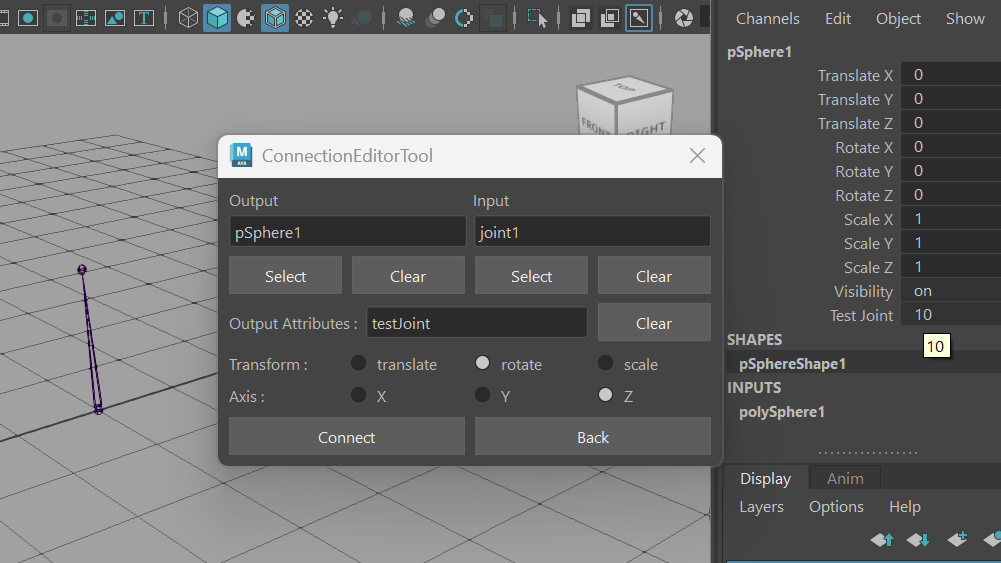 Channels Edit Object Show
pSphere1
Translate X 0
Translate Y 0
Translate Z 0
Rotate X 0
Rotate Y 0
Rotate Z 0
Scale X 1
Scale Y 1
Scale Z 1
Visibility on
Test Joint 10
10
SHAPES
pSphereShape1
INPUTS
polySphere1
Display Anim
Layers Options Help
T
TOP
FRONT RIGHT
M
AYA
ConnectionEditorTool
Output Input
pSphere1 joint1
Select Clear Select Clear
Output Attributes : testJoint Clear
Transform : translate rotate scale
Axis : X Y Z
Connect Back